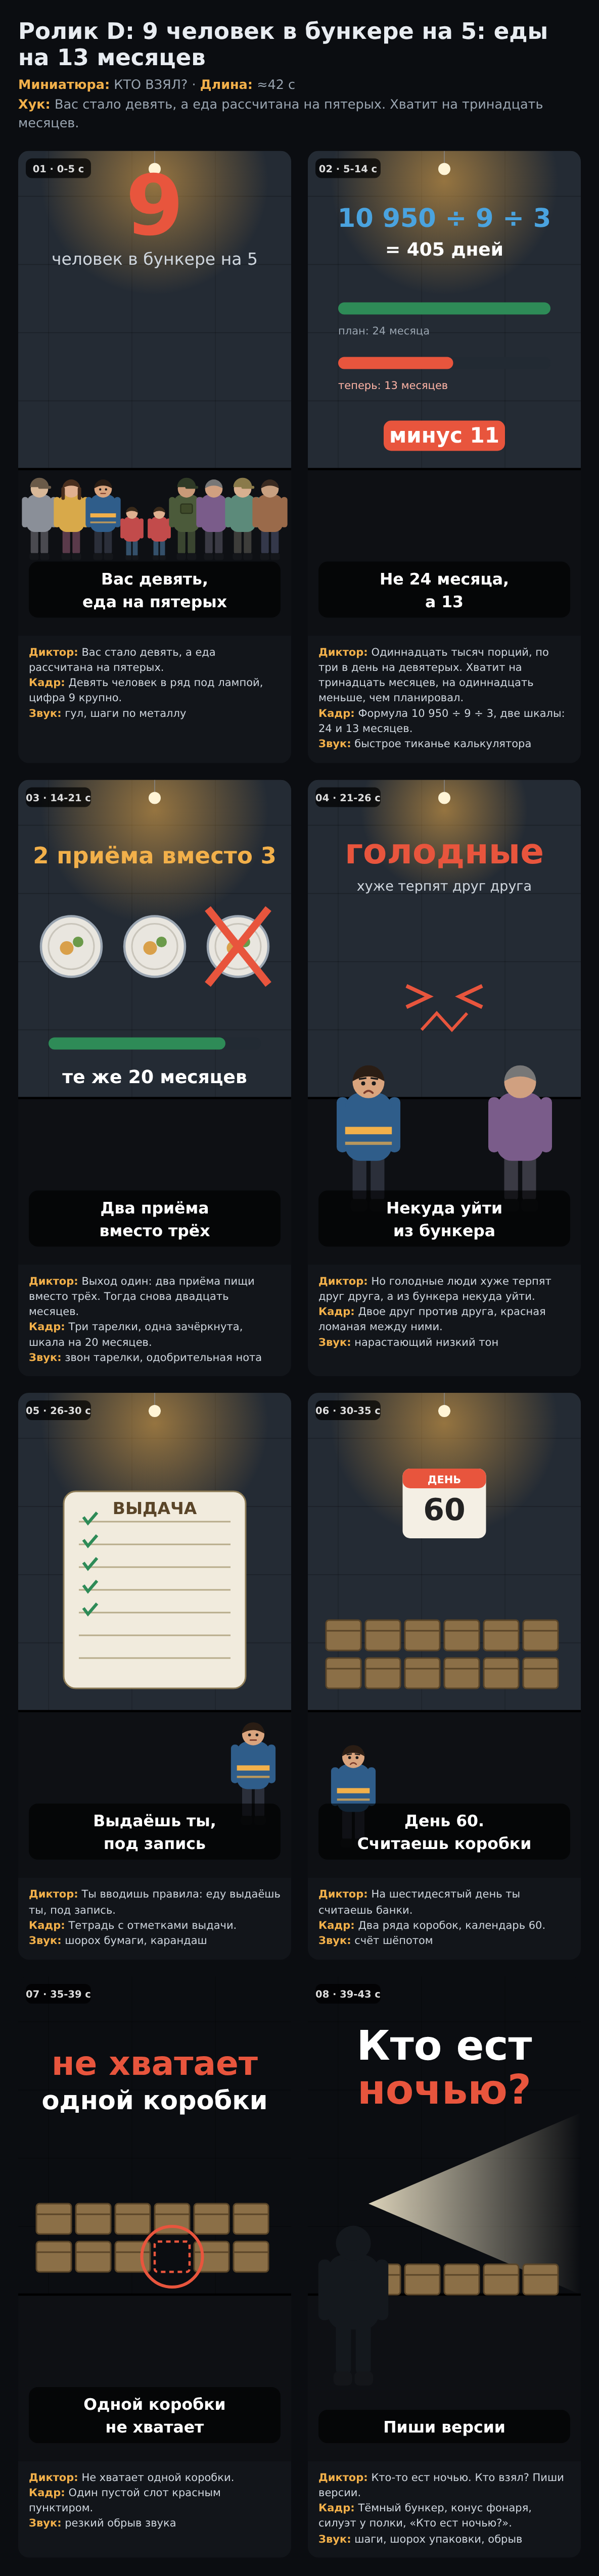 Ролик D: 9 человек в бункере на 5: еды
на 13 месяцев
Миниатюра: КТО ВЗЯЛ? · Длина: ≈42 с
Хук: Вас стало девять, а еда рассчитана на пятерых. Хватит на тринадцать
месяцев.
01 · 0-5 с
9
человек в бункере на 5
Вас девять,
еда на пятерых
Диктор: Вас стало девять, а еда
рассчитана на пятерых.
Кадр: Девять человек в ряд под лампой,
цифра 9 крупно.
Звук: гул, шаги по металлу
02 · 5-14 с
10 950 ÷ 9 ÷ 3
= 405 дней
план: 24 месяца
теперь: 13 месяцев
минус 11
Не 24 месяца,
а 13
Диктор: Одиннадцать тысяч порций, по
три в день на девятерых. Хватит на
тринадцать месяцев, на одиннадцать
меньше, чем планировал.
Кадр: Формула 10 950 ÷ 9 ÷ 3, две шкалы:
24 и 13 месяцев.
Звук: быстрое тиканье калькулятора
03 · 14-21 с
2 приёма вместо 3
те же 20 месяцев
Два приёма
вместо трёх
Диктор: Выход один: два приёма пищи
вместо трёх. Тогда снова двадцать
месяцев.
Кадр: Три тарелки, одна зачёркнута,
шкала на 20 месяцев.
Звук: звон тарелки, одобрительная нота
04 · 21-26 с
голодные
хуже терпят друг друга
Некуда уйти
из бункера
Диктор: Но голодные люди хуже терпят
друг друга, а из бункера некуда уйти.
Кадр: Двое друг против друга, красная
ломаная между ними.
Звук: нарастающий низкий тон
05 · 26-30 с
ВЫДАЧА
Выдаёшь ты,
под запись
Диктор: Ты вводишь правила: еду выдаёшь
ты, под запись.
Кадр: Тетрадь с отметками выдачи.
Звук: шорох бумаги, карандаш
06 · 30-35 с
ДЕНЬ
60
День 60.
Считаешь коробки
Диктор: На шестидесятый день ты
считаешь банки.
Кадр: Два ряда коробок, календарь 60.
Звук: счёт шёпотом
07 · 35-39 с
не хватает
одной коробки
Одной коробки
не хватает
Диктор: Не хватает одной коробки.
Кадр: Один пустой слот красным
пунктиром.
Звук: резкий обрыв звука
08 · 39-43 с
Кто ест
ночью?
Пиши версии
Диктор: Кто-то ест ночью. Кто взял? Пиши
версии.
Кадр: Тёмный бункер, конус фонаря,
силуэт у полки, «Кто ест ночью?».
Звук: шаги, шорох упаковки, обрыв